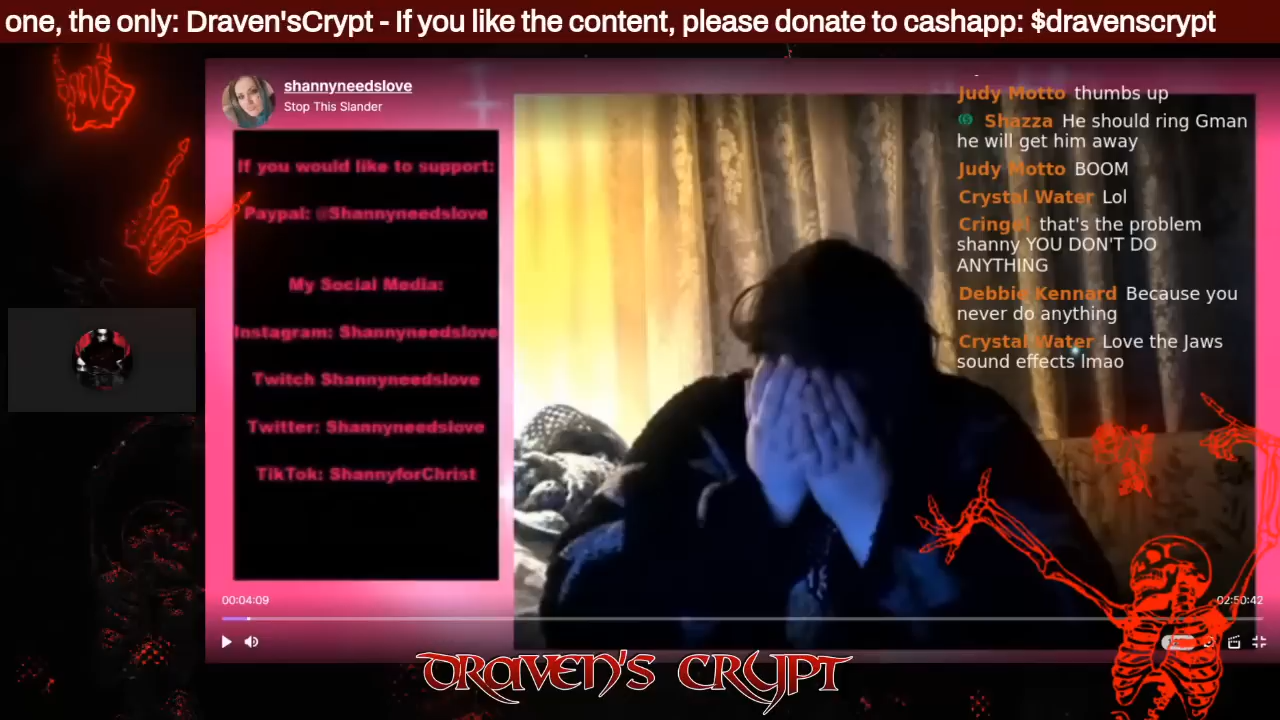 one, the only: Draven'sCrypt - If you like the content, please donate to cashapp: $dravenscrypt
shannyneedslove
Stop This Slander
If you would like to support:
Paypal: @Shannyneedslove
My Social Media:
Instagram: Shannyneedslove
Twitch Shannyneedslove
Twitter: Shannyneedslove
TikTok: ShannyforChrist
Judy Motto thumbs up
Shazza He should ring Gman
he will get him away
Judy Motto BOOM
Crystal Water Lol
Cringe! that's the problem
shanny YOU DON'T DO
ANYTHING
Debbie Kennard Because you
never do anything
Crystal Water Love the Jaws
sound effects lmao
00:04:09
02:50:42
DRAVEN'S CRYPT